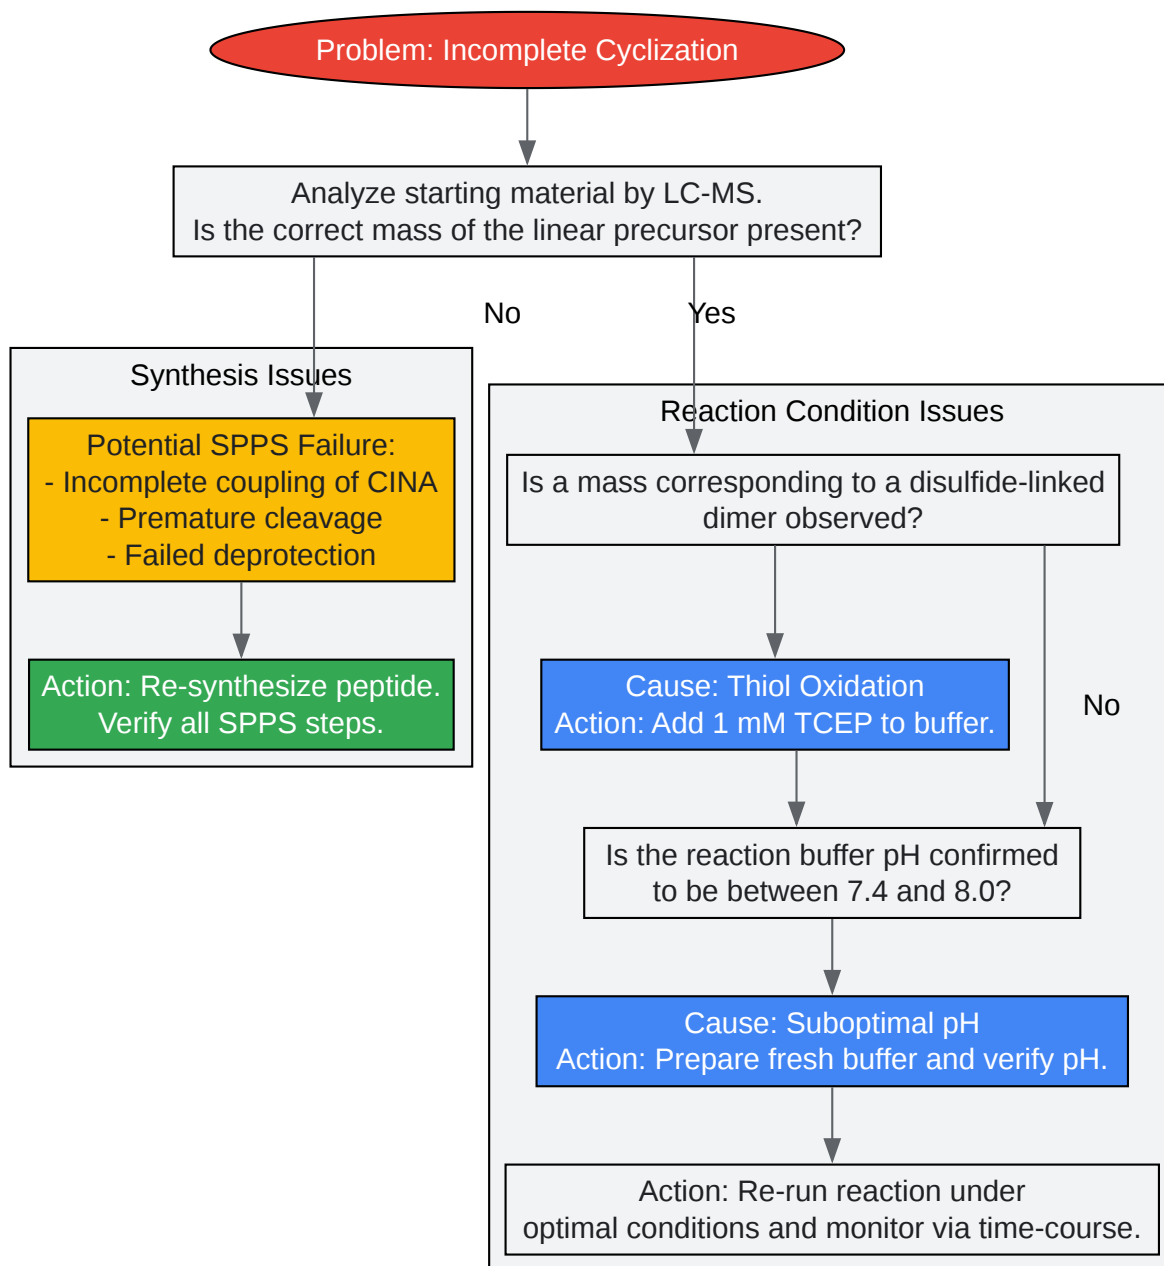 Problem: Incomplete Cyclization
Analyze starting material by LC-MS.
Is the correct mass of the linear precursor present?
No
Yes
Synthesis Issues
Potential SPPS Failure:
- Incomplete coupling of CINA
- Premature cleavage
- Failed deprotection
Action: Re-synthesize peptide.
Verify all SPPS steps.
Reaction Condition Issues
Is a mass corresponding to a disulfide-linked
dimer observed?
Cause: Thiol Oxidation
Action: Add 1 mM TCEP to buffer.
No
Is the reaction buffer pH confirmed
to be between 7.4 and 8.0?
Cause: Suboptimal pH
Action: Prepare fresh buffer and verify pH.
Action: Re-run reaction under
optimal conditions and monitor via time-course.